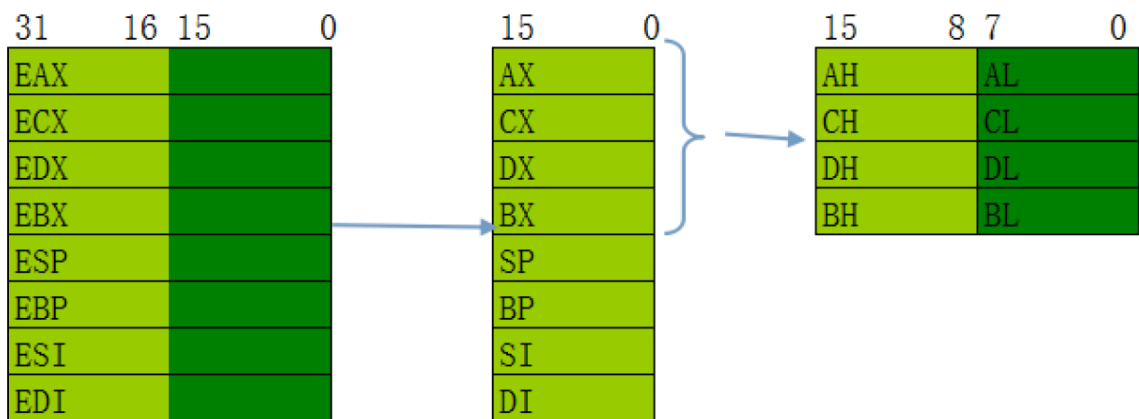 31 16 15 0 15 0 15 8 7 0
EAX AX AH AL
ECX CX CH CL
EDX DX DH DL
EBX BX BH BL
ESP SP
EBP BP
ESI SI
EDI DI